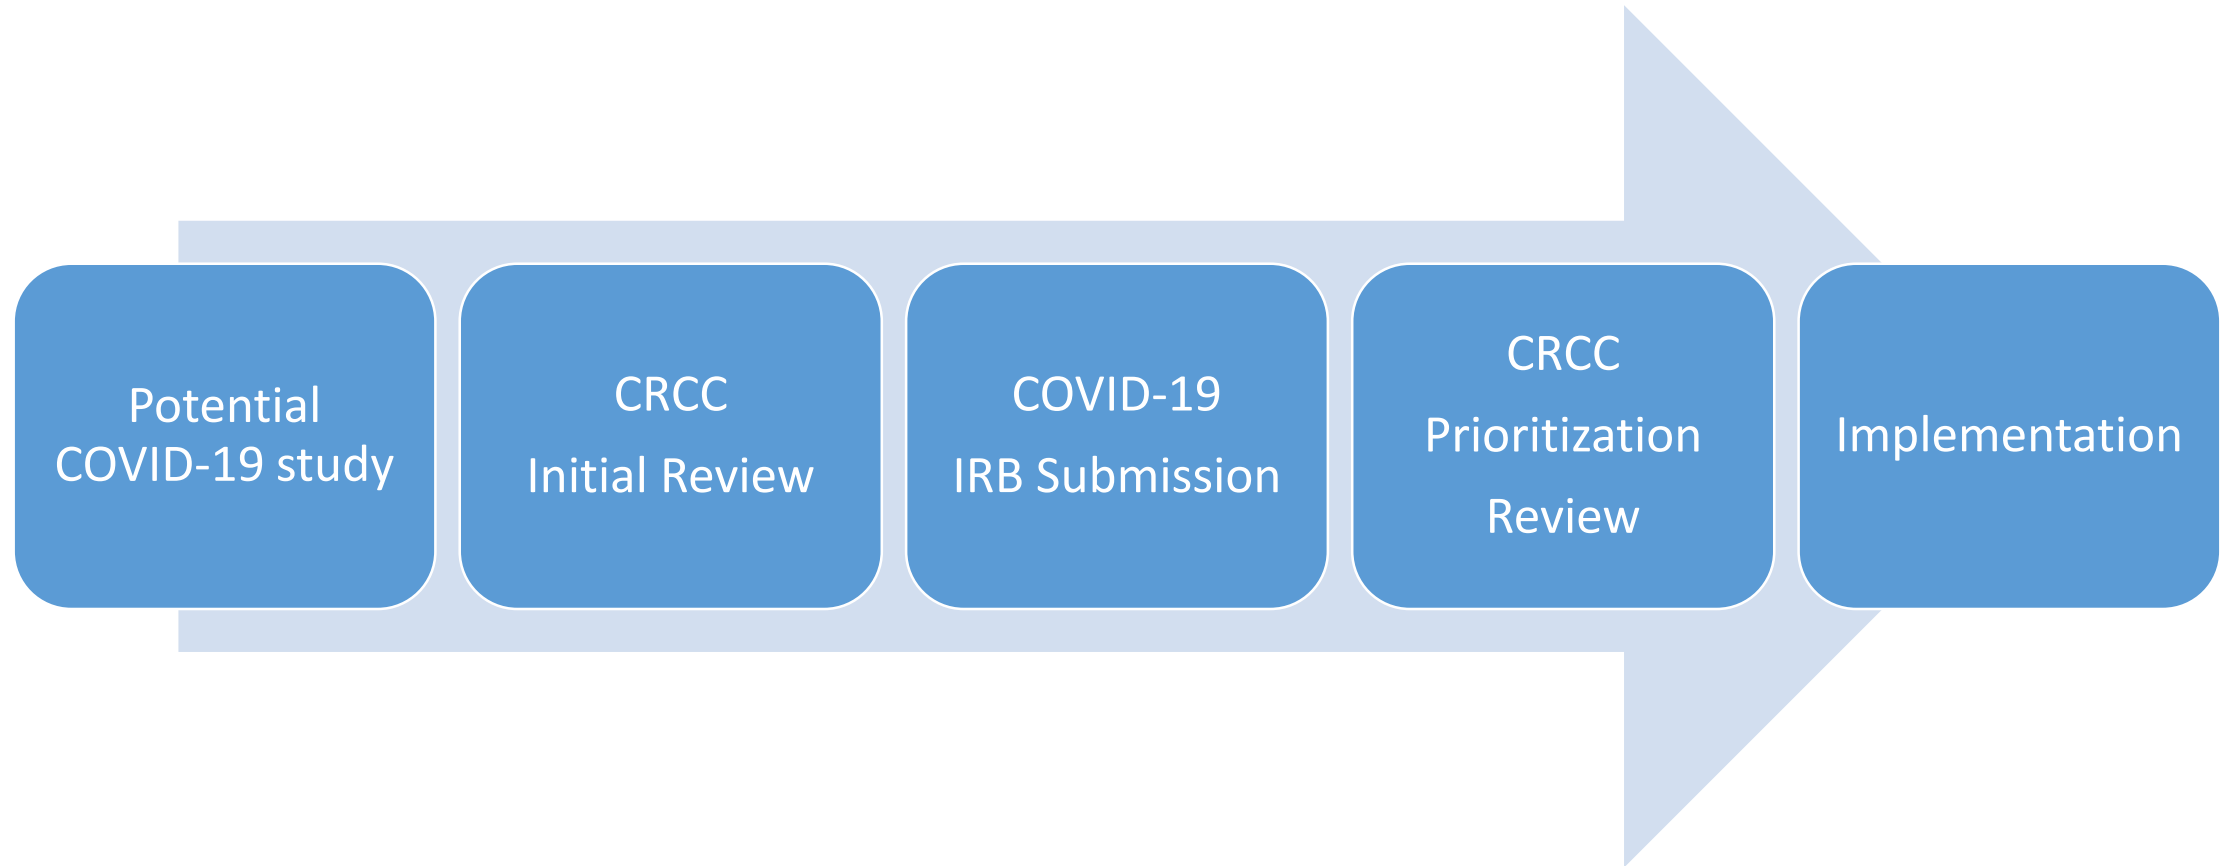 Potential
COVID-19 study
CRCC
Initial Review
COVID-19
IRB Submission
CRCC
Prioritization
Review
Implementation